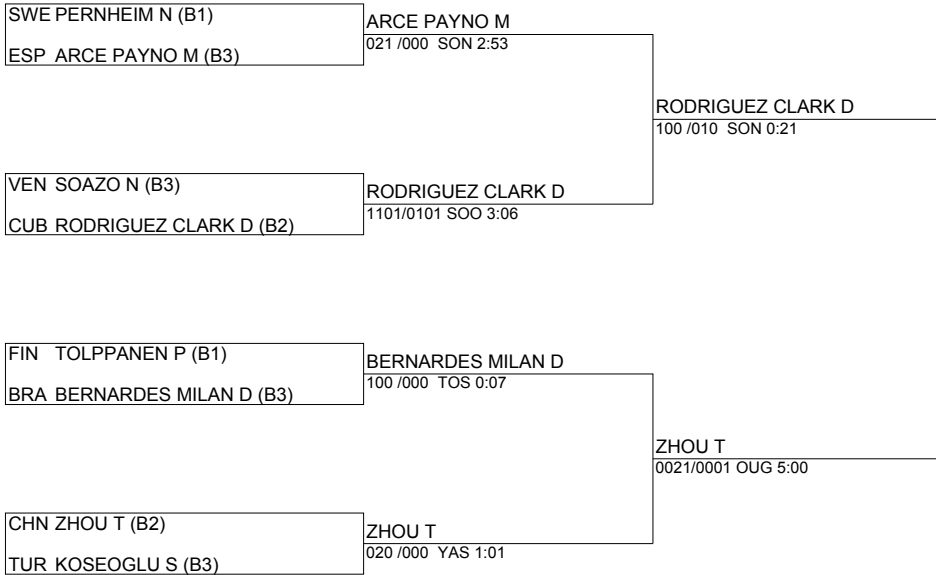 SWE PERNHEIM N (B1)
ESP ARCE PAYNO M (B3)
ARCE PAYNO M
021 /000 SON 2:53
RODRIGUEZ CLARK D
100 /010 SON 0:21
VEN SOAZO N (B3)
CUB RODRIGUEZ CLARK D (B2)
RODRIGUEZ CLARK D
1101/0101 SOO 3:06
FIN TOLPPANEN P (B1)
BRA BERNARDES MILAN D (B3)
BERNARDES MILAN D
100 /000 TOS 0:07
ZHOU T
0021/0001 OUG 5:00
CHN ZHOU T (B2)
TUR KOSEOGLU S (B3)
ZHOU T
020 /000 YAS 1:01